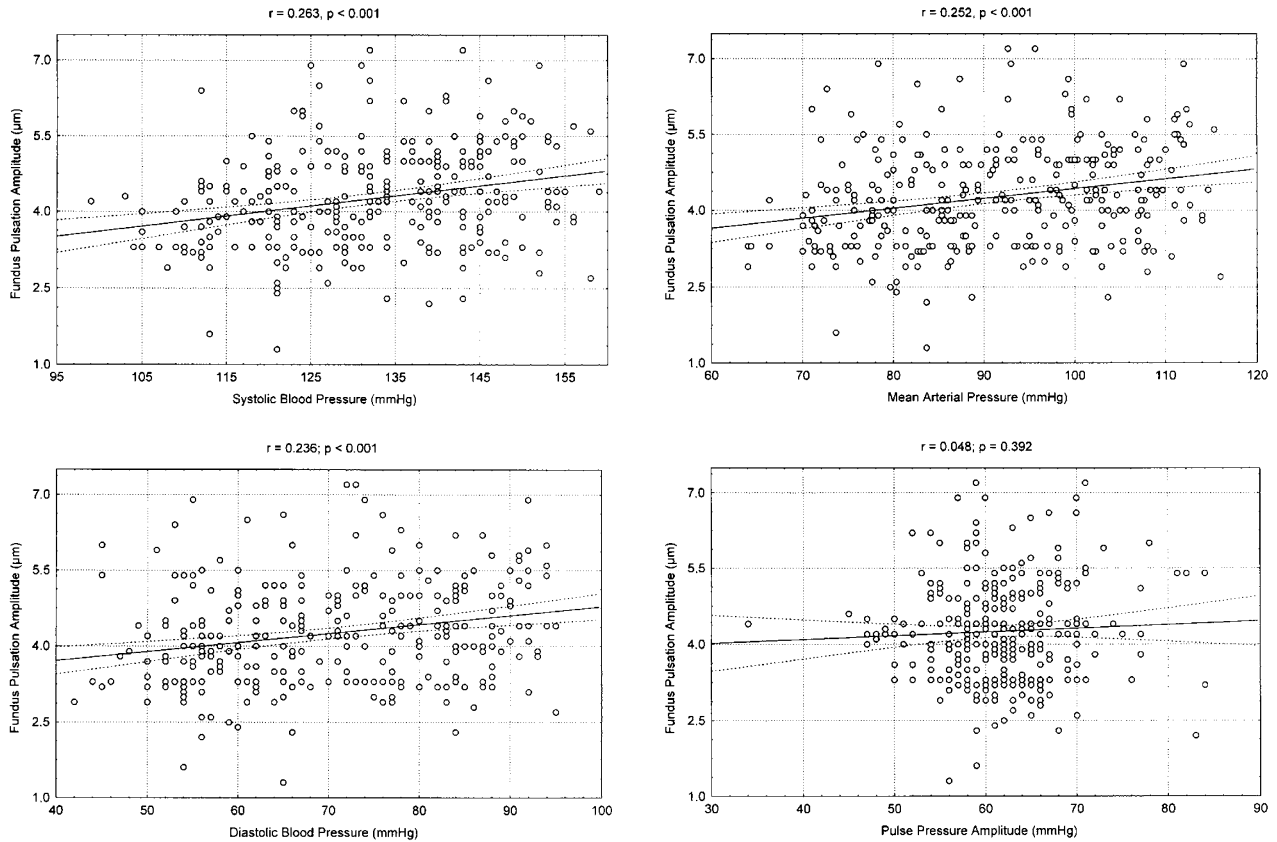 r = 0.263, p < 0.001
7.0
5.5
4.0
2.5
1.0
Fundus Pulsation Amplitude (µm)
95 105 115 125 135 145 155
Systolic Blood Pressure (mmHg)
r = 0.252, p < 0.001
7.0
5.5
4.0
2.5
1.0
Fundus Pulsation Amplitude (µm)
60 70 80 90 100 110 120
Mean Arterial Pressure (mmHg)
r = 0.236; p < 0.001
7.0
5.5
4.0
2.5
1.0
Fundus Pulsation Amplitude (µm)
40 50 60 70 80 90 100
Diastolic Blood Pressure (mmHg)
r = 0.048; p = 0.392
7.0
5.5
4.0
2.5
1.0
Fundus Pulsation Amplitude (µm)
30 40 50 60 70 80 90
Pulse Pressure Amplitude (mmHg)